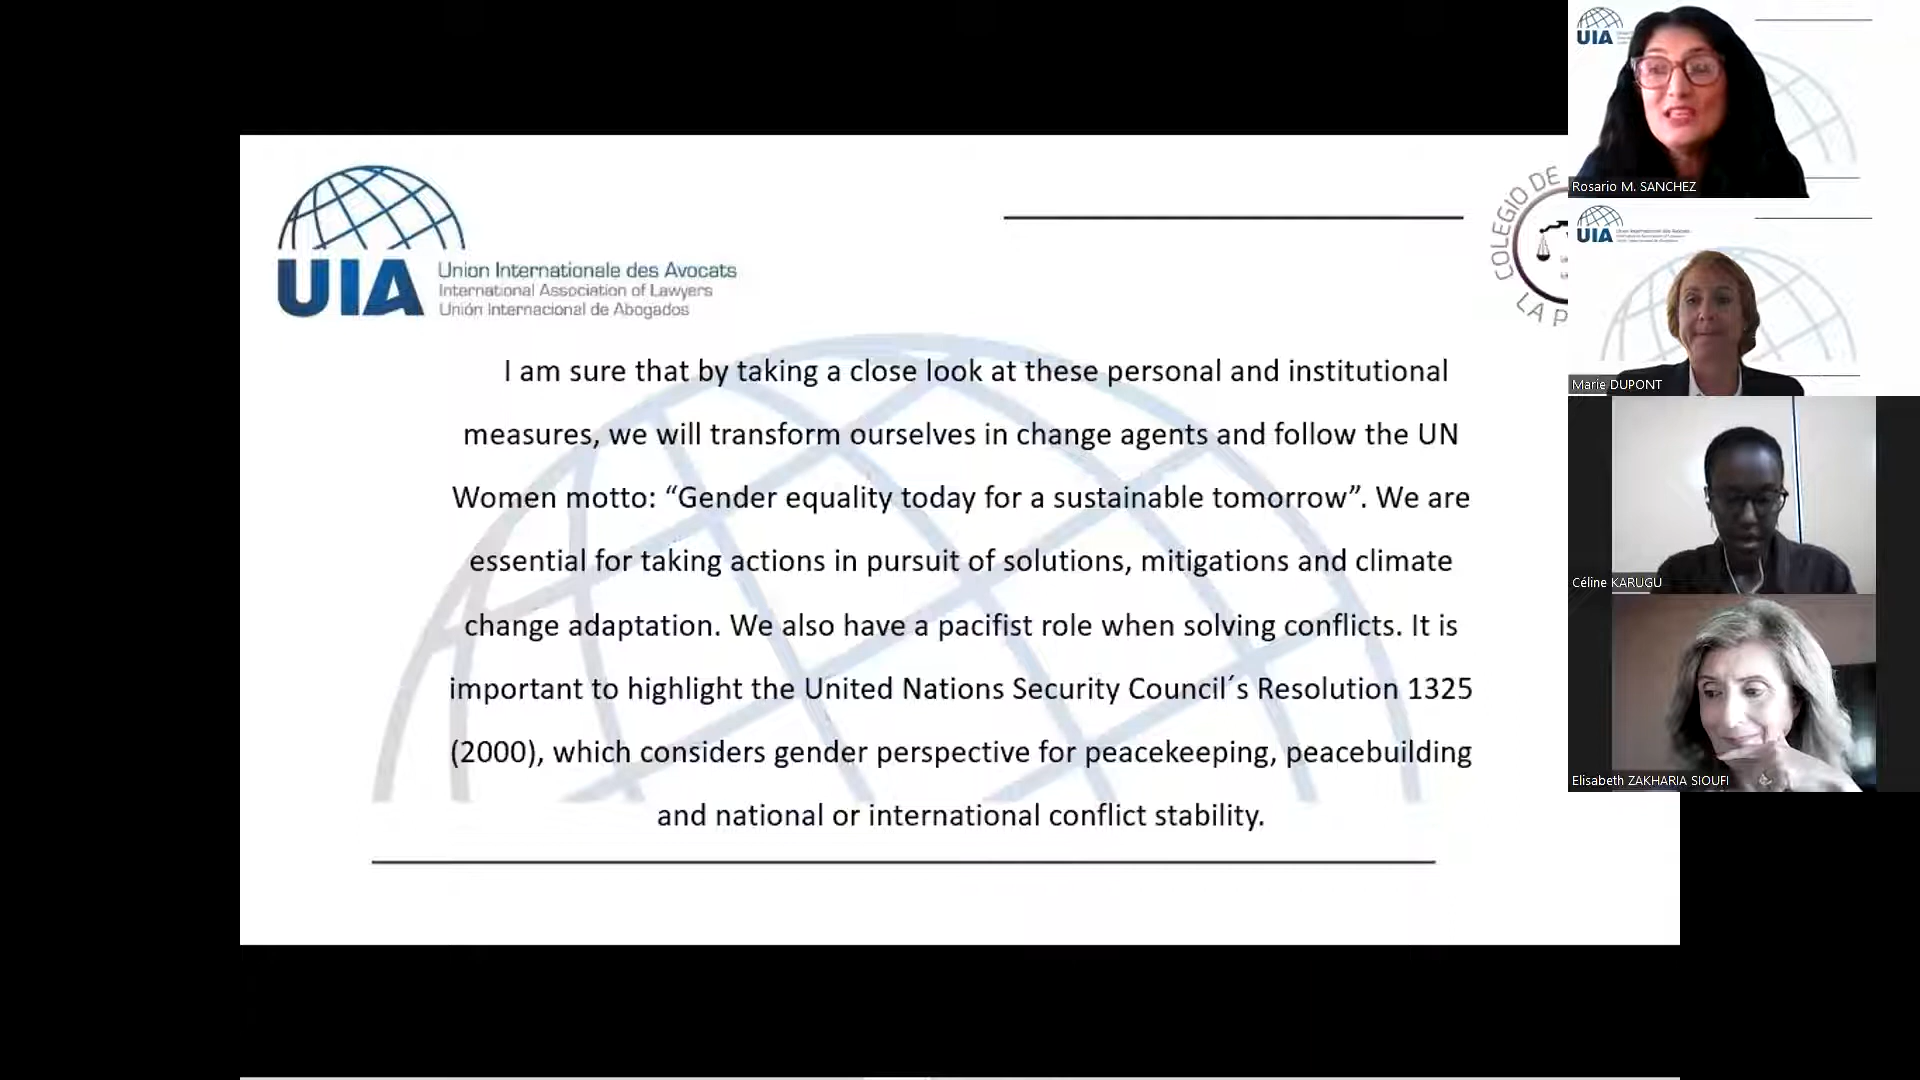 UIA
Union Internationale des Avocats
International Association of Lawyers
Unión Internacional de Abogados
COLEGIO DE
LA P
I am sure that by taking a close look at these personal and institutional
measures, we will transform ourselves in change agents and follow the UN
Women motto: “Gender equality today for a sustainable tomorrow”. We are
essential for taking actions in pursuit of solutions, mitigations and climate
change adaptation. We also have a pacifist role when solving conflicts. It is
important to highlight the United Nations Security Council´s Resolution 1325
(2000), which considers gender perspective for peacekeeping, peacebuilding
and national or international conflict stability.
UIA
Rosario M. SANCHEZ
UIA
Marie DUPONT
Céline KARUGU
Elisabeth ZAKHARIA SIOUFI